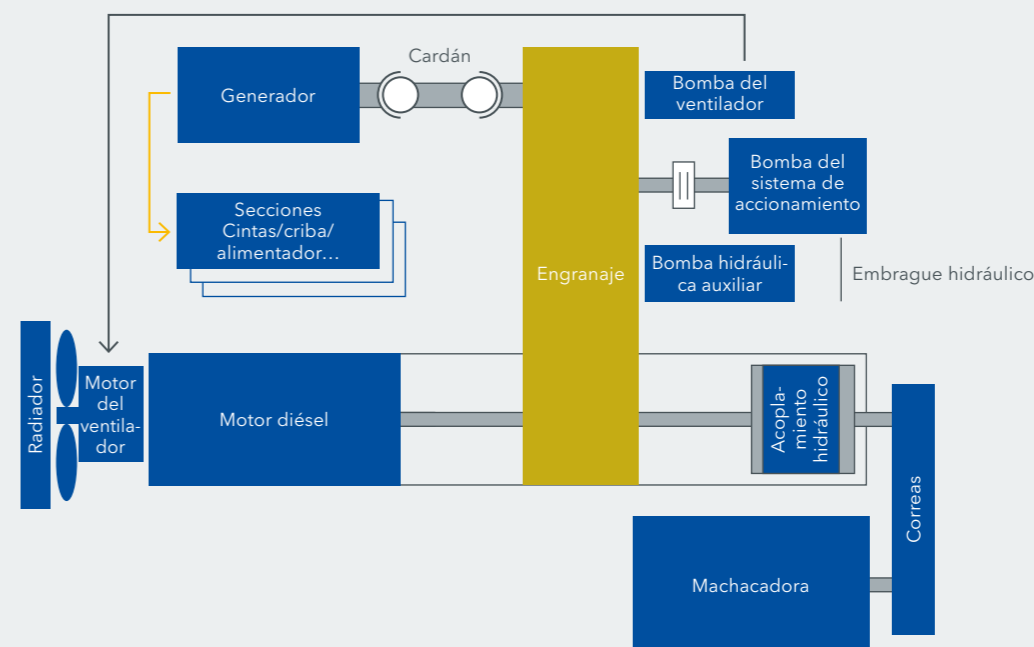 Cardán
Generador
Bomba del
ventilador
Bomba del
sistema de
accionamiento
Secciones
Cintas/criba/
alimentador...
Engranaje
Bomba hidráuli-
ca auxiliar
Embrague hidráulico
Radiador
Motor
del
ventila-
dor
Motor diésel
Acopla-
miento
hidráulico
Correas
Machacadora